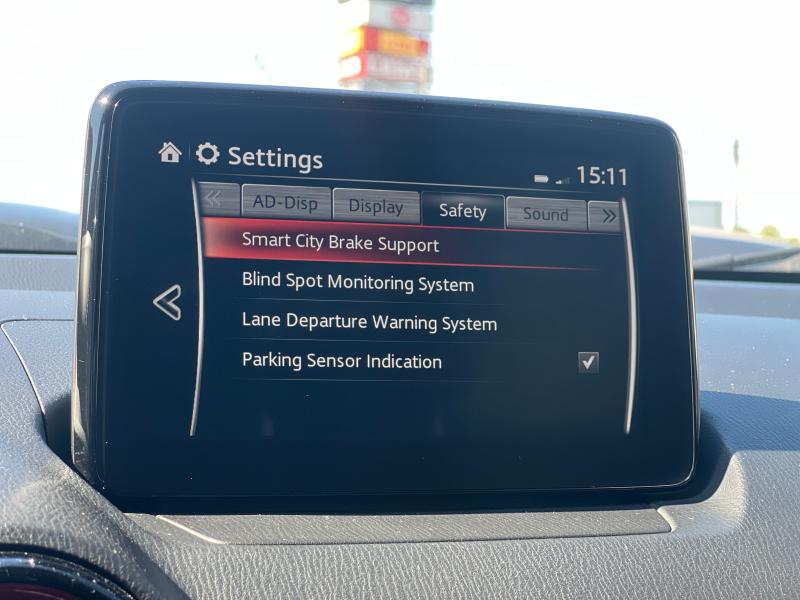 Settings
15:11
AD-Disp Display Safety Sound
Smart City Brake Support
Blind Spot Monitoring System
Lane Departure Warning System
Parking Sensor Indication